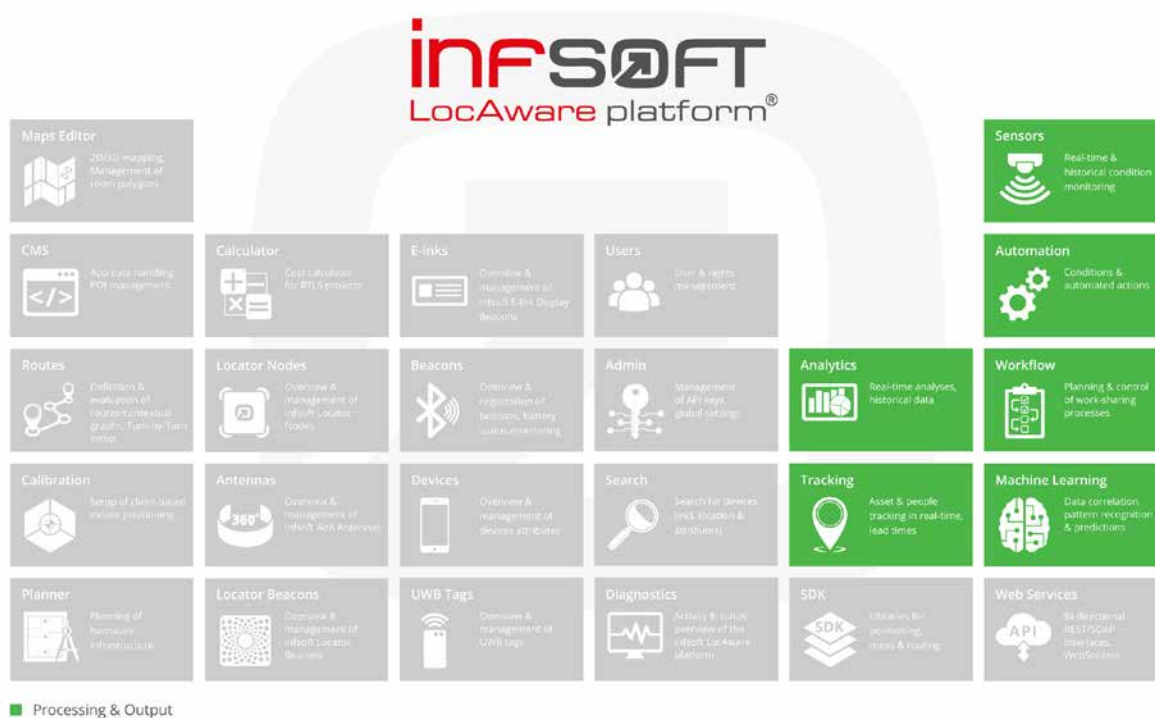 infsoft
LocAware platform®
Maps Editor
2D/3D mapping,
Management of
room polygons
Sensors
Real-time &
historical condition
monitoring
CMS
App data handling
POI management
</>
Calculator
Cost calculator
for RTLS projects
E-Inks
Overview &
management of
infsoft E-Ink Display
Beacons
Users
User & rights
management
Automation
Conditions &
automated actions
Routes
Definition &
evaluation of
routes/contextual
graphs, Turn-by-Turn
setup
Locator Nodes
Overview &
management of
infsoft Locator
Nodes
Beacons
Overview &
registration of
beacons, battery
status monitoring
Admin
Management
of API keys,
global settings
Analytics
Real-time analyses,
historical data
Workflow
Planning & control
of work-sharing
processes
Calibration
Setup of client-based
indoor positioning
Antennas
360°
Overview &
management of
infsoft AoA Antennas
Devices
Overview &
management of
devices attributes
Search
Search for devices
(nid, location &
attributes)
Tracking
Asset & people
tracking in real-time,
lead times
Machine Learning
Data correlation,
pattern recognition
& predictions
Planner
Planning of
hardware
infrastructure
Locator Beacons
Overview &
management of
infsoft Locator
Beacons
UWB Tags
Overview &
management of
UWB tags
Diagnostics
Activity & status
overview of the
infsoft LocAware
platform
SDK
SDK
Libraries for
positioning,
maps & routing
Web Services
API
Bi-directional
REST/SOAP
interfaces,
WebSockets
Processing & Output